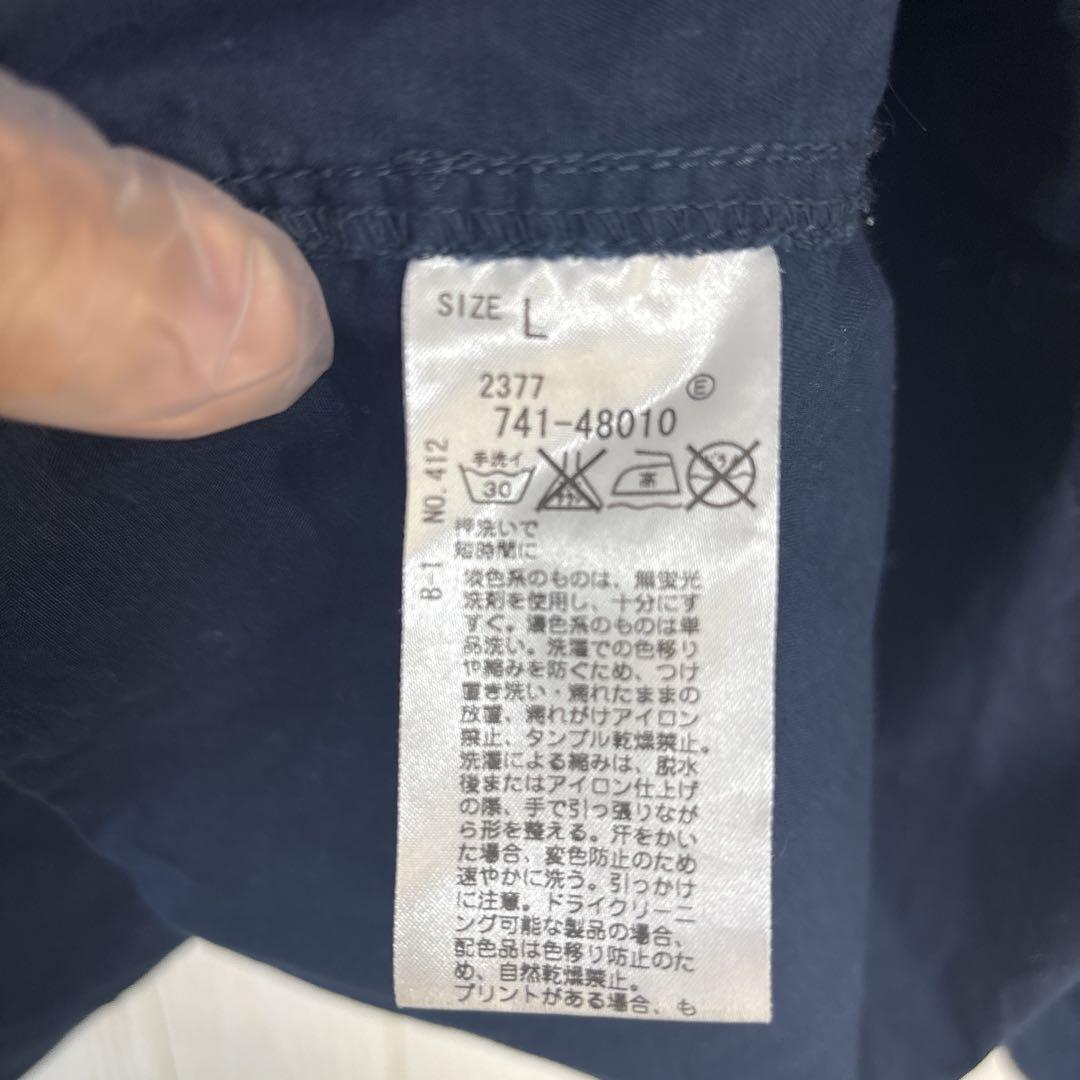 SIZE L
2377 Ⓔ
741-48010
B-1 NO.412
手洗イ
30
高
押洗いで
短時間に
淡色系のものは、無蛍光
洗剤を使用し、十分にす
すぐ。濃色系のものは単
品洗い。洗濯での色移り
や縮みを防ぐため、つけ
置き洗い・濡れたままの
放置、濡れがけアイロン
禁止、タンブル乾燥禁止。
洗濯による縮みは、脱水
後またはアイロン仕上げ
の際、手で引っ張りなが
ら形を整える。汗をかい
た場合、変色防止のため
速やかに洗う。引っかけ
に注意。ドライクリーニ
ング可能な製品の場合、
配色品は色移り防止のた
め、自然乾燥禁止。
プリントがある場合、も